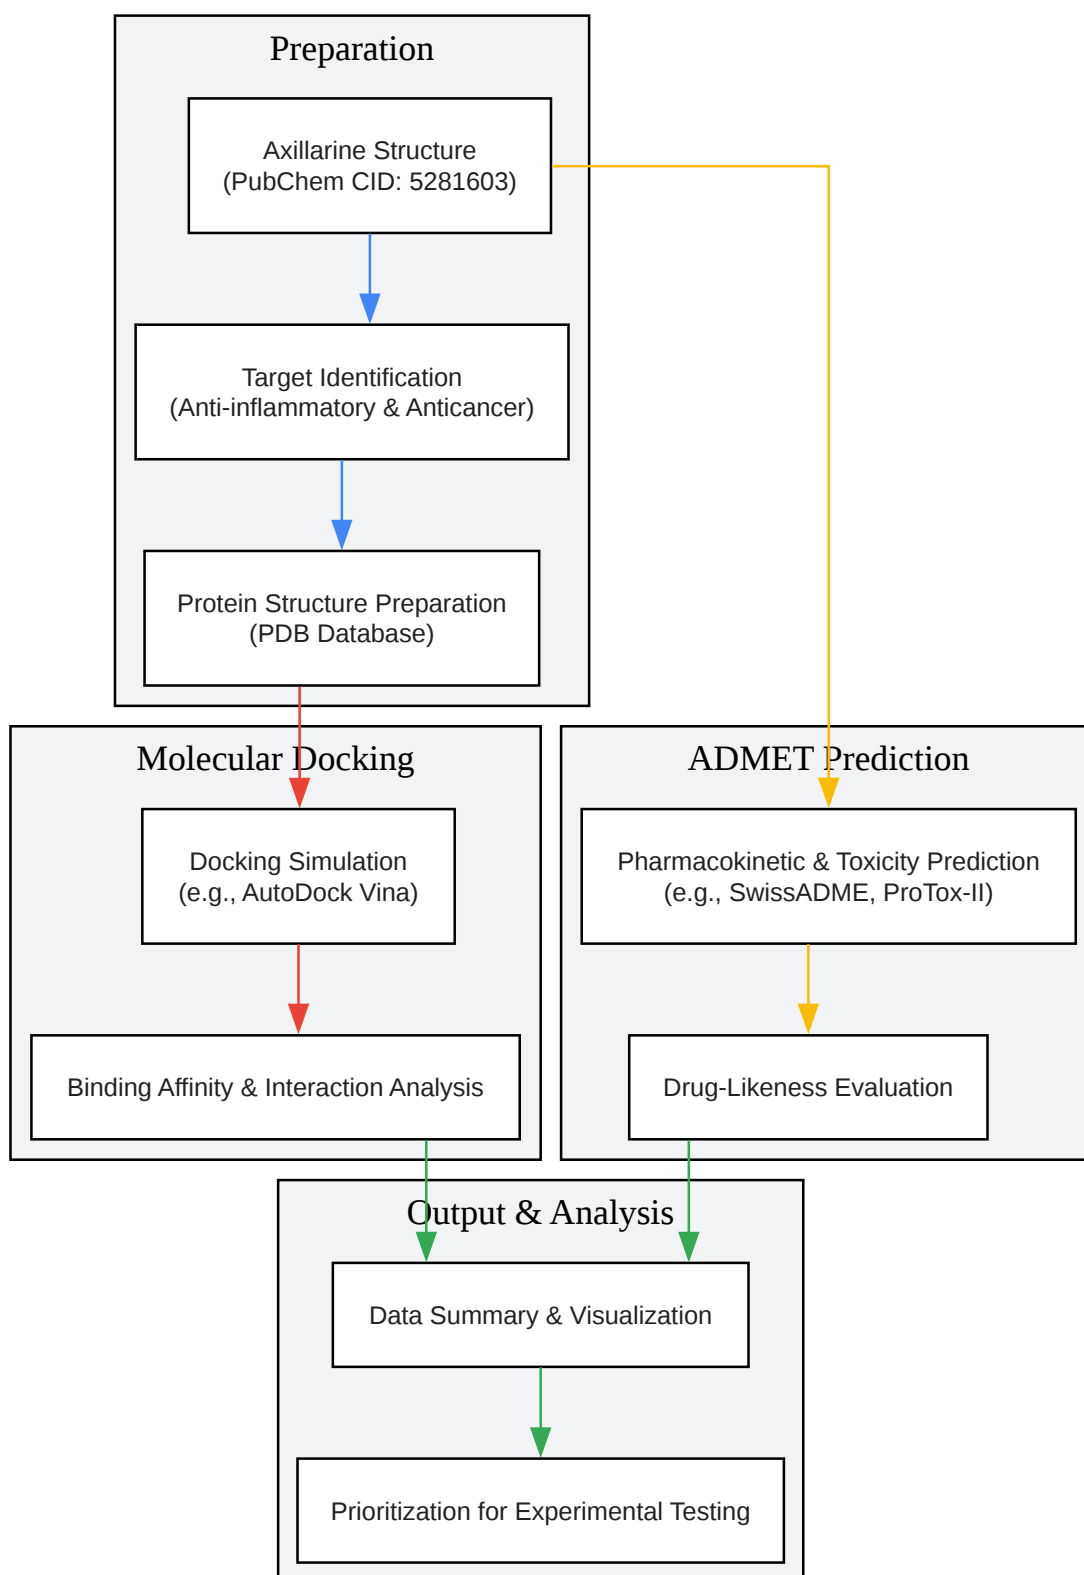 Preparation
Axillarine Structure
(PubChem CID: 5281603)
Target Identification
(Anti-inflammatory & Anticancer)
Protein Structure Preparation
(PDB Database)
Molecular Docking
Docking Simulation
(e.g., AutoDock Vina)
Binding Affinity & Interaction Analysis
ADMET Prediction
Pharmacokinetic & Toxicity Prediction
(e.g., SwissADME, ProTox-II)
Drug-Likeness Evaluation
Output & Analysis
Data Summary & Visualization
Prioritization for Experimental Testing